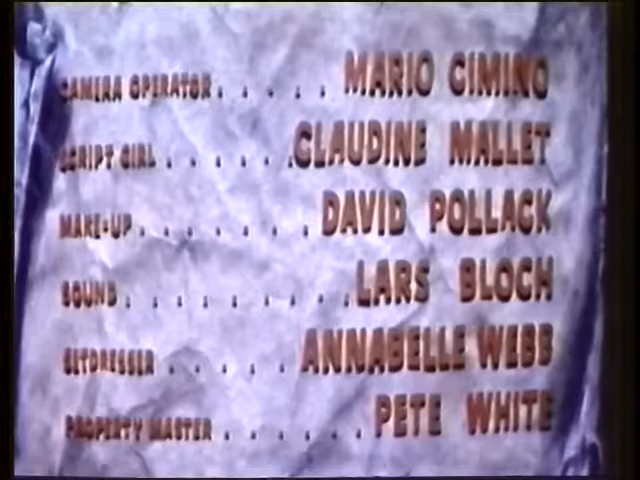 CAMERA OPERATOR. . . . . MARIO CIMINO
SCRIPT GIRL . . . . . .CLAUDINE MALLET
MAKE-UP. . . . . . . DAVID POLLACK
SOUND. . . . . . . . .LARS BLOCH
SETDRESSER . . . . . ANNABELLE WEBB
PROPERTY MASTER . . . . . . PETE WHITE